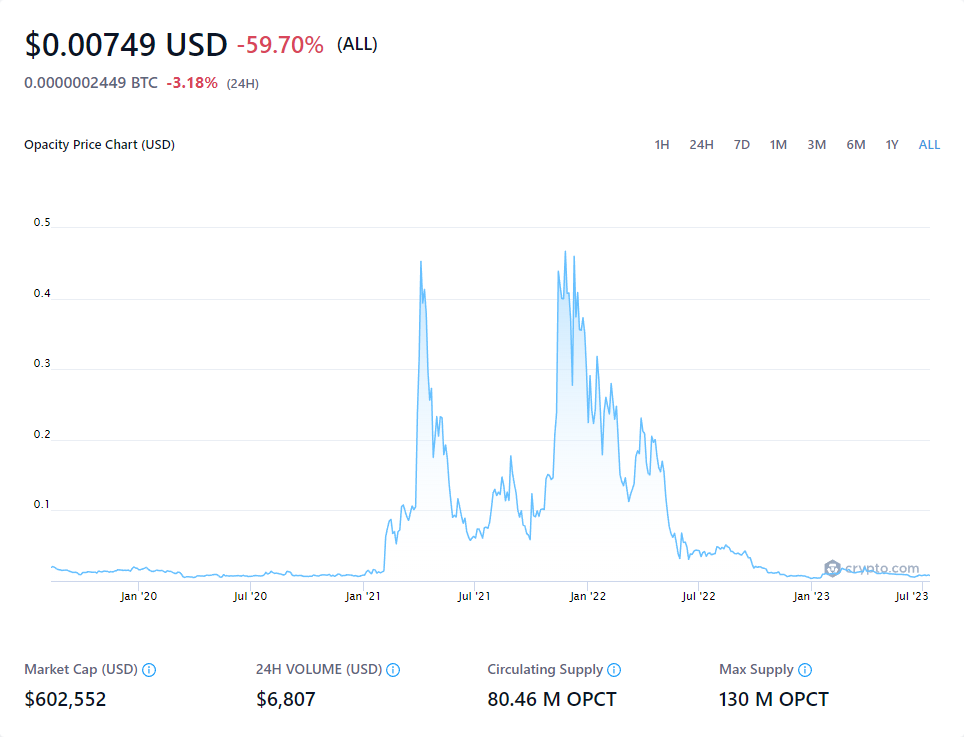 $0.00749 USD -59.70% (ALL)
0.0000002449 BTC -3.18% (24H)
Opacity Price Chart (USD) 1H 24H 7D 1M 3M 6M 1Y ALL
0.5
0.4
0.3
0.2
0.1
crypto.com
Jan '20 Jul '20 Jan '21 Jul '21 Jan '22 Jul '22 Jan '23 Jul '23
Market Cap (USD) 24H VOLUME (USD) Circulating Supply Max Supply
$602,552 $6,807 80.46 M OPCT 130 M OPCT